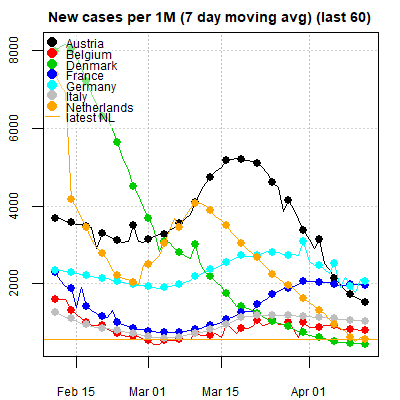 New cases per 1M (7 day moving avg) (last 60)
8000
6000
4000
2000
Austria
Belgium
Denmark
France
Germany
Italy
Netherlands
latest NL
Feb 15
Mar 01
Mar 15
Apr 01